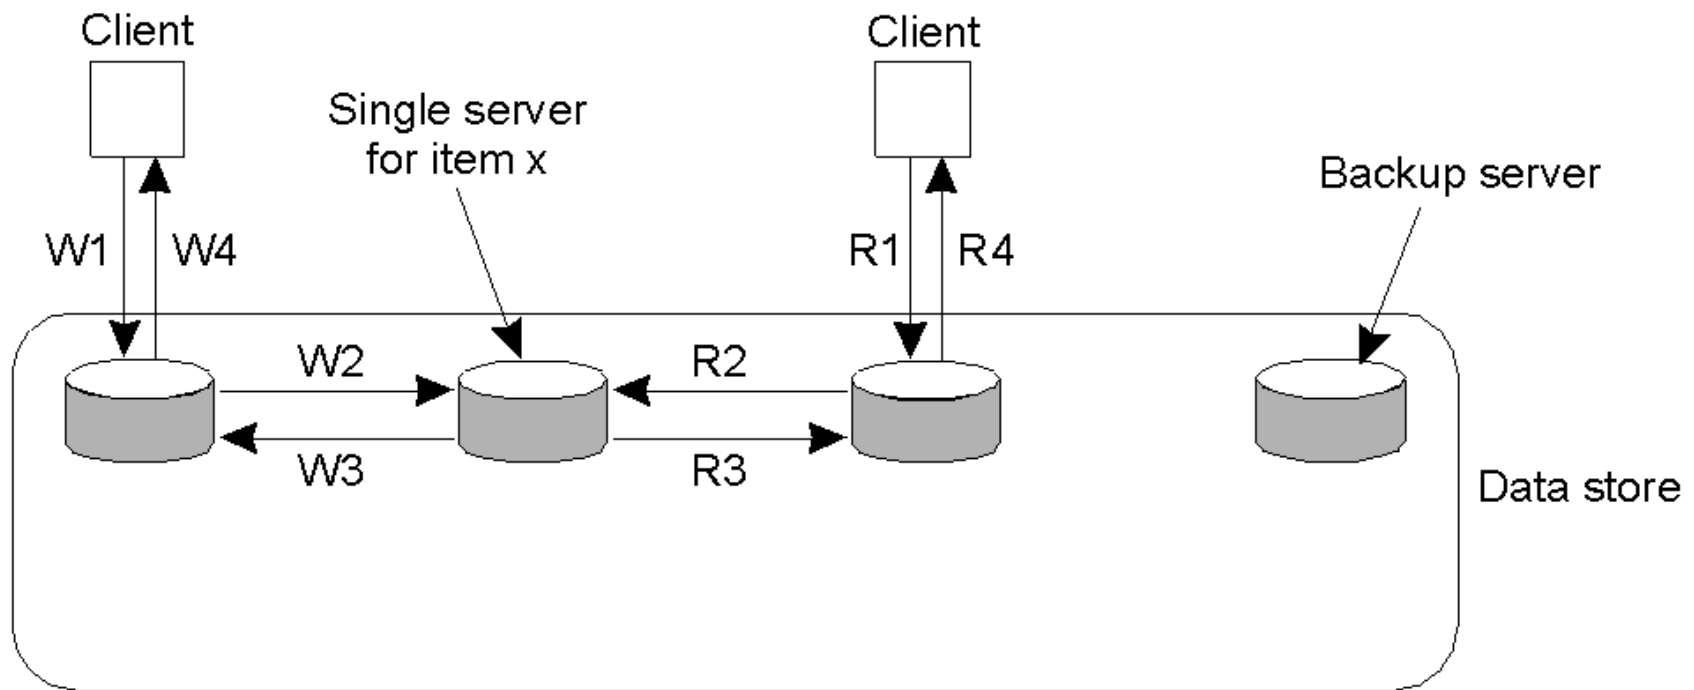 Client
Client
Single server
for item x
Backup server
W1
W4
R1
R4
W2
R2
W3
R3
Data store